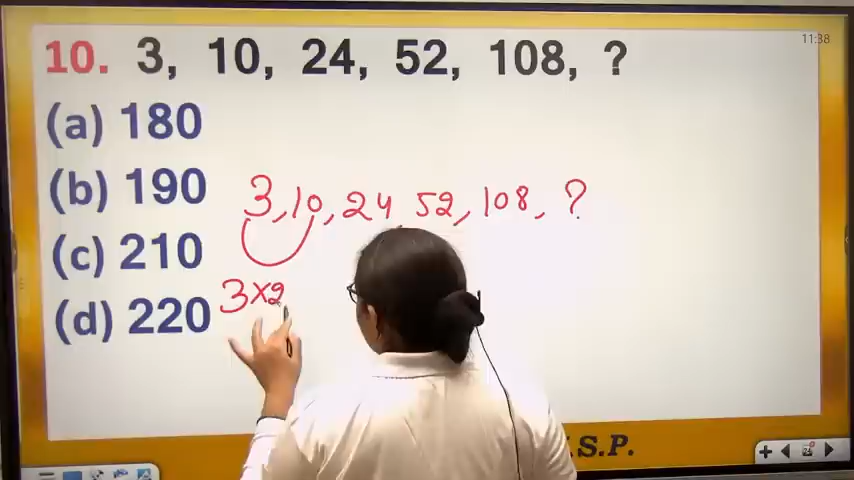 11:38
10. 3, 10, 24, 52, 108, ?
(a) 180
(b) 190
(c) 210
(d) 220
3, 10, 24 52, 108, ?
3×2
.S.P.